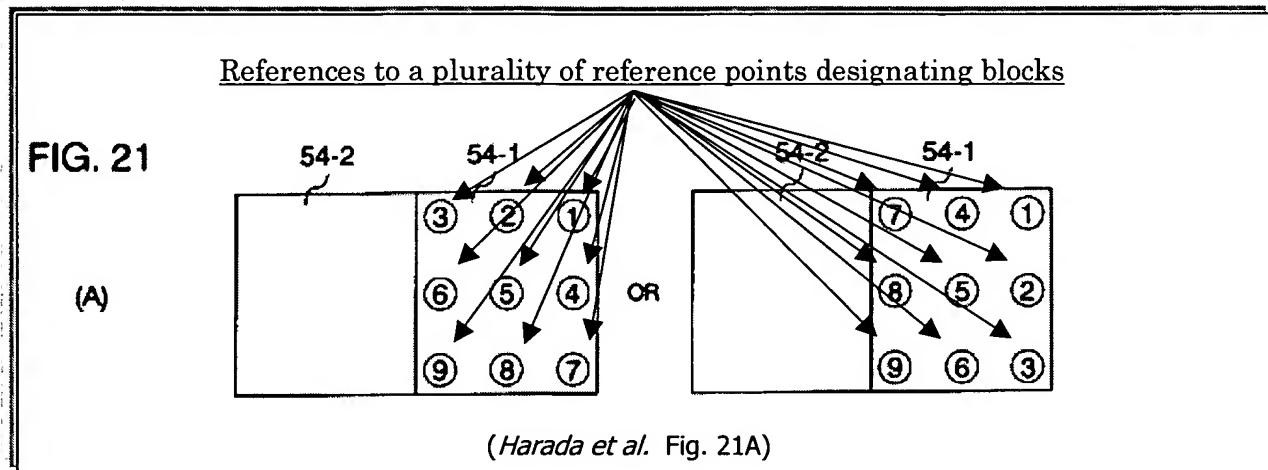 References to a plurality of reference points designating blocks
FIG. 21
54-2 54-1 54-2 54-1
③ ② ① ⑦ ④ ①
(A) ⑥ ⑤ ④ OR ⑧ ⑤ ②
⑨ ⑧ ⑦ ⑨ ⑥ ③
(Harada et al. Fig. 21A)